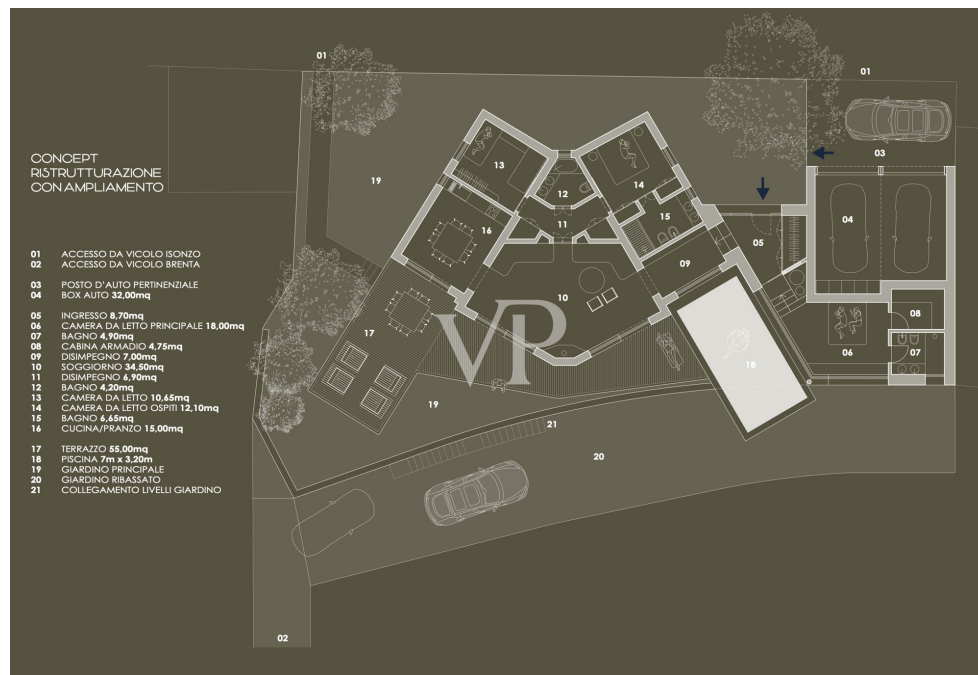 CONCEPT
RISTRUTTURAZIONE
CON AMPLIAMENTO
01 ACCESSO DA VICOLO ISONZO
02 ACCESSO DA VICOLO BRENTA
03 POSTO D'AUTO PERTINENZIALE
04 BOX AUTO 32,00mq
05 INGRESSO 8,70mq
06 CAMERA DA LETTO PRINCIPALE 18,00mq
07 BAGNO 4,90mq
08 CABINA ARMADIO 4,75mq
09 DISIMPEGNO 7,00mq
10 SOGGIORNO 34,50mq
11 DISIMPEGNO 6,90mq
12 BAGNO 4,20mq
13 CAMERA DA LETTO 10,65mq
14 CAMERA DA LETTO OSPITI 12,10mq
15 BAGNO 6,65mq
16 CUCINA/PRANZO 15,00mq
17 TERRAZZO 55,00mq
18 PISCINA 7m x 3,20m
19 GIARDINO PRINCIPALE
20 GIARDINO RIBASSATO
21 COLLEGAMENTO LIVELLI GIARDINO
01
01
03
13
12
14
19
04
16
11
15
05
09
10
08
17
06
07
18
19
21
20
02
VP